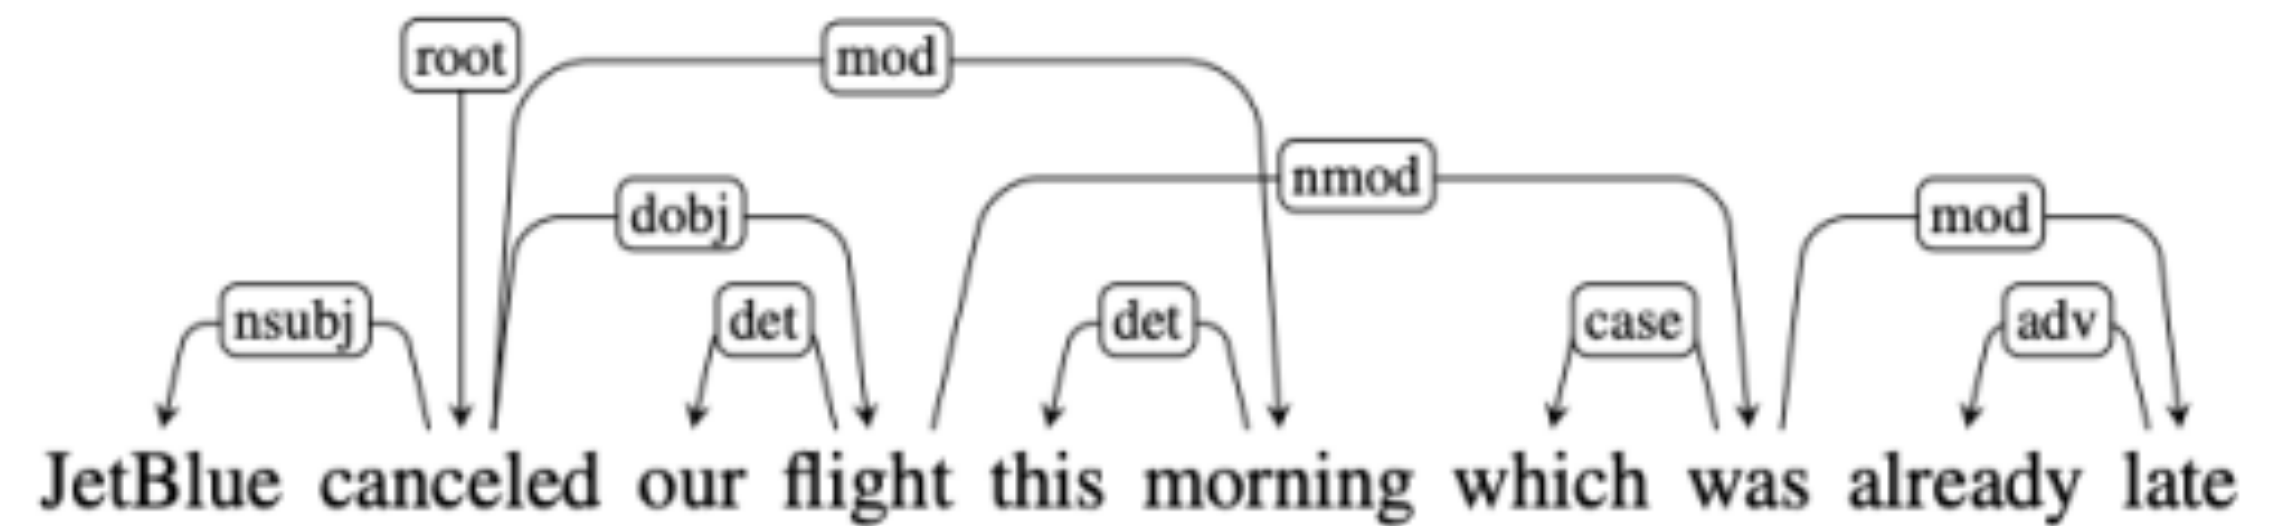 root mod
nmod
dobj mod
nsubj det det case adv
JetBlue canceled our flight this morning which was already late